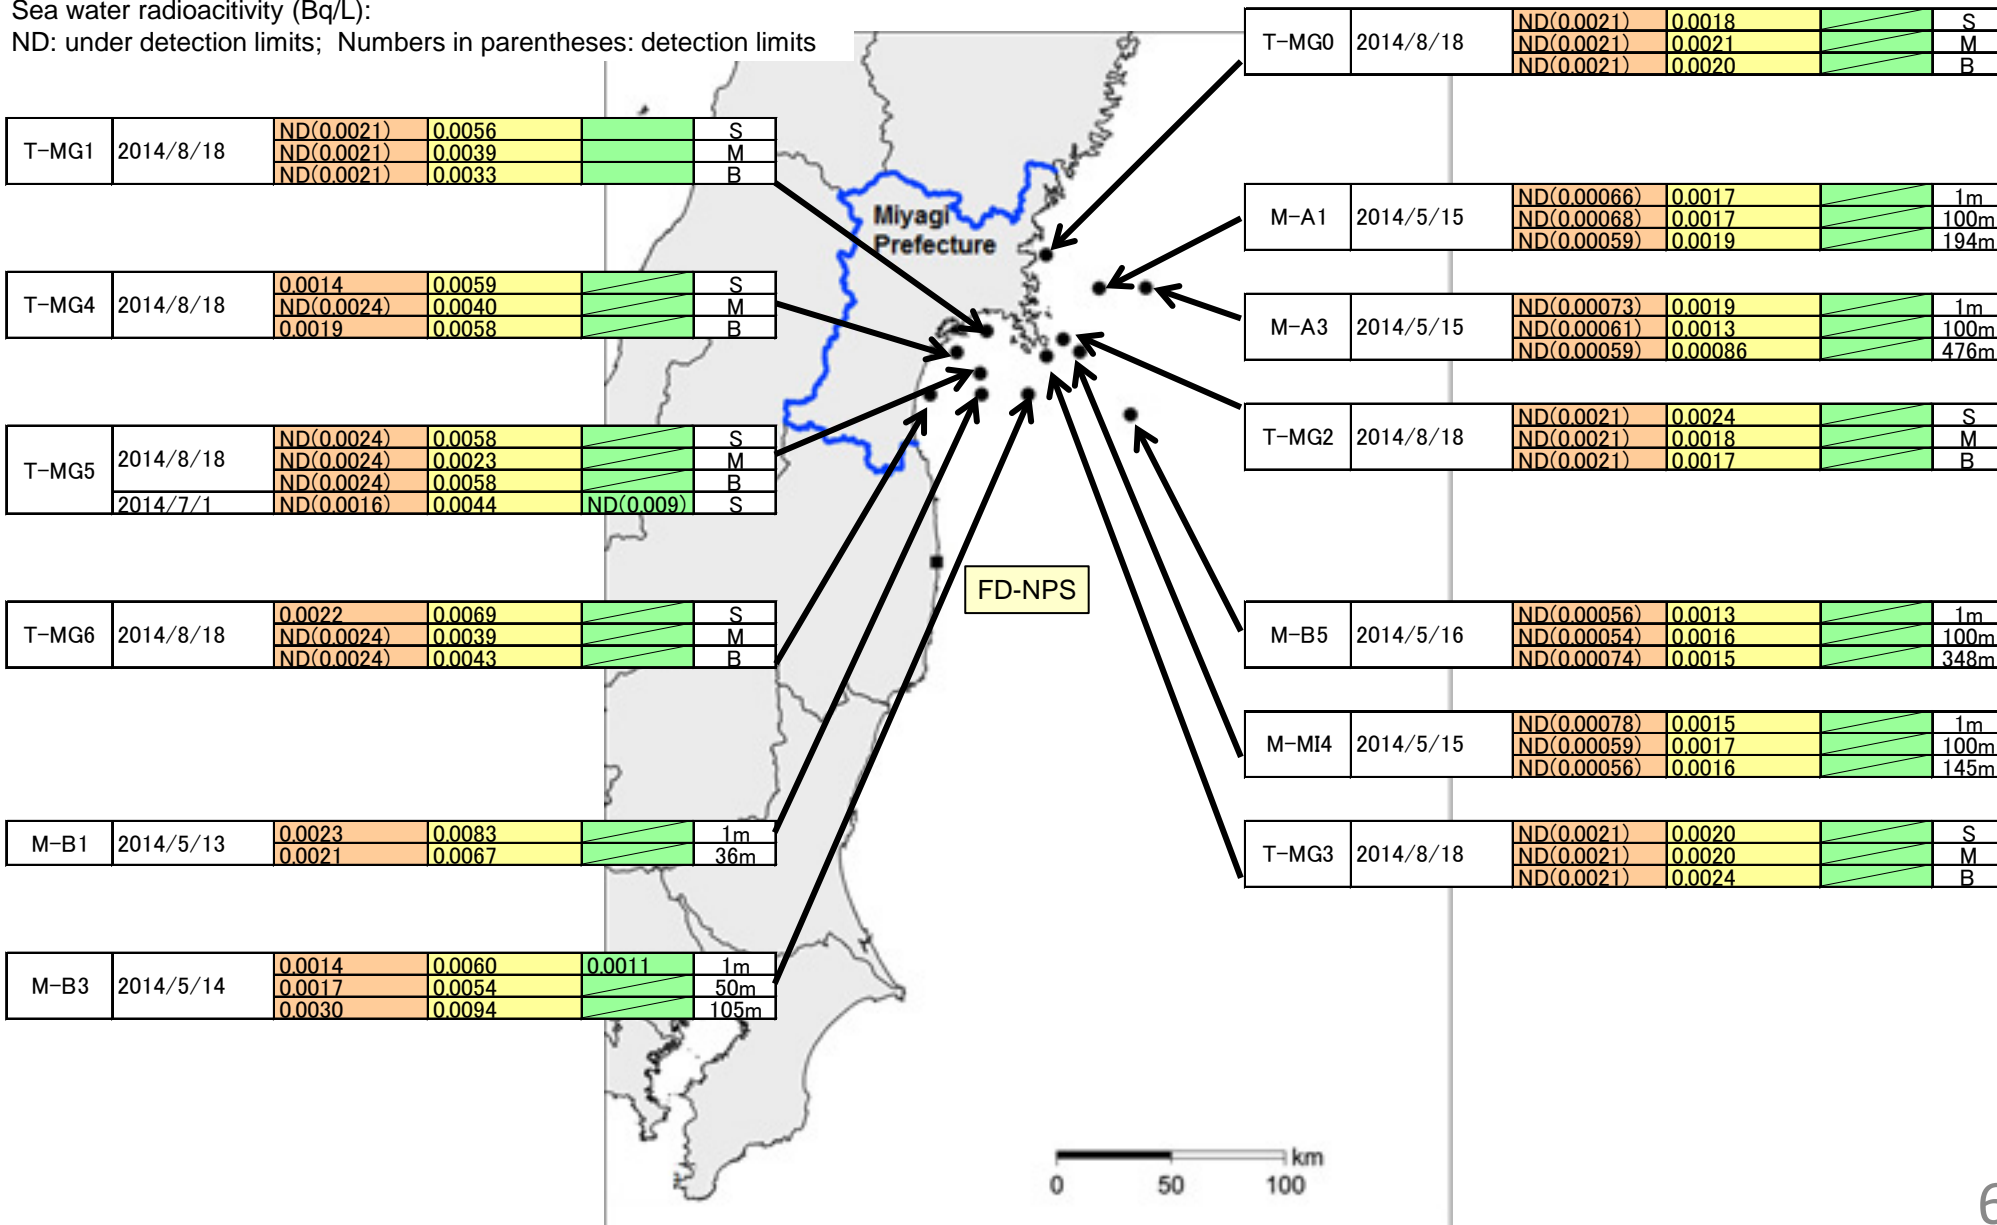 Sea water radioacitivity (Bq/L):
ND: under detection limits; Numbers in parentheses: detection limits
T-MG1 2014/8/18 ND(0.0021) 0.0056 S
ND(0.0021) 0.0039 M
ND(0.0021) 0.0033 B
T-MG4 2014/8/18 0.0014 0.0059 S
ND(0.0024) 0.0040 M
0.0019 0.0058 B
T-MG5 2014/8/18 ND(0.0024) 0.0058 S
ND(0.0024) 0.0023 M
ND(0.0024) 0.0058 B
2014/7/1 ND(0.0016) 0.0044 ND(0.009) S
T-MG6 2014/8/18 0.0022 0.0069 S
ND(0.0024) 0.0039 M
ND(0.0024) 0.0043 B
M-B1 2014/5/13 0.0023 0.0083 1m
0.0021 0.0067 36m
M-B3 2014/5/14 0.0014 0.0060 0.0011 1m
0.0017 0.0054 50m
0.0030 0.0094 105m
Miyagi
Prefecture
FD-NPS
km
0 50 100
T-MG0 2014/8/18 ND(0.0021) 0.0018 S
ND(0.0021) 0.0021 M
ND(0.0021) 0.0020 B
M-A1 2014/5/15 ND(0.00066) 0.0017 1m
ND(0.00068) 0.0017 100m
ND(0.00059) 0.0019 194m
M-A3 2014/5/15 ND(0.00073) 0.0019 1m
ND(0.00061) 0.0013 100m
ND(0.00059) 0.00086 476m
T-MG2 2014/8/18 ND(0.0021) 0.0024 S
ND(0.0021) 0.0018 M
ND(0.0021) 0.0017 B
M-B5 2014/5/16 ND(0.00056) 0.0013 1m
ND(0.00054) 0.0016 100m
ND(0.00074) 0.0015 348m
M-MI4 2014/5/15 ND(0.00078) 0.0015 1m
ND(0.00059) 0.0017 100m
ND(0.00056) 0.0016 145m
T-MG3 2014/8/18 ND(0.0021) 0.0020 S
ND(0.0021) 0.0020 M
ND(0.0021) 0.0024 B
6